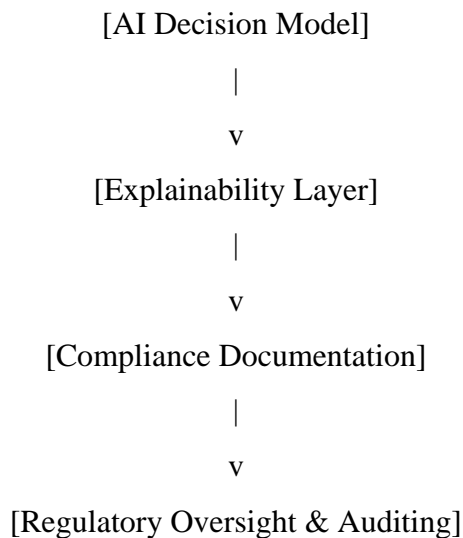 [AI Decision Model]
|
v
[Explainability Layer]
|
v
[Compliance Documentation]
|
v
[Regulatory Oversight & Auditing]